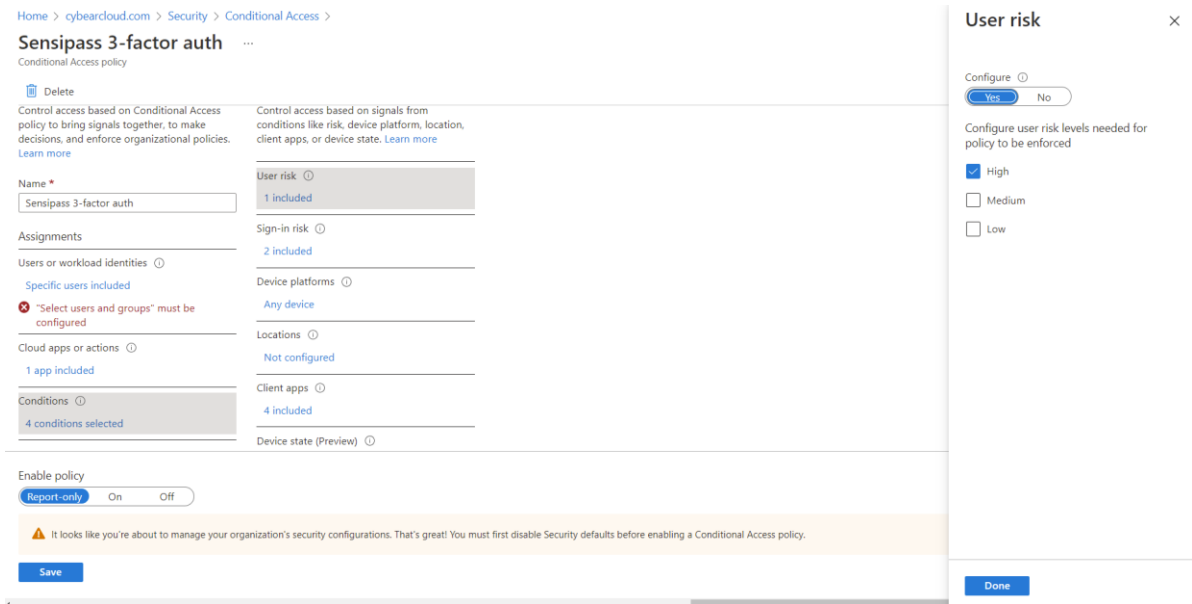 Home > cybearcloud.com > Security > Conditional Access >
Sensipass 3-factor auth ...
Conditional Access policy
Delete
Control access based on Conditional Access
policy to bring signals together, to make
decisions, and enforce organizational policies.
Learn more
Name *
Sensipass 3-factor auth
Assignments
Users or workload identities
Specific users included
"Select users and groups" must be
configured
Cloud apps or actions
1 app included
Conditions
4 conditions selected
Control access based on signals from
conditions like risk, device platform, location,
client apps, or device state. Learn more
User risk
1 included
Sign-in risk
2 included
Device platforms
Any device
Locations
Not configured
Client apps
4 included
Device state (Preview)
Enable policy
Report-only On Off
It looks like you're about to manage your organization's security configurations. That's great! You must first disable Security defaults before enabling a Conditional Access policy.
Save
User risk
Configure
Yes No
Configure user risk levels needed for
policy to be enforced
High
Medium
Low
Done